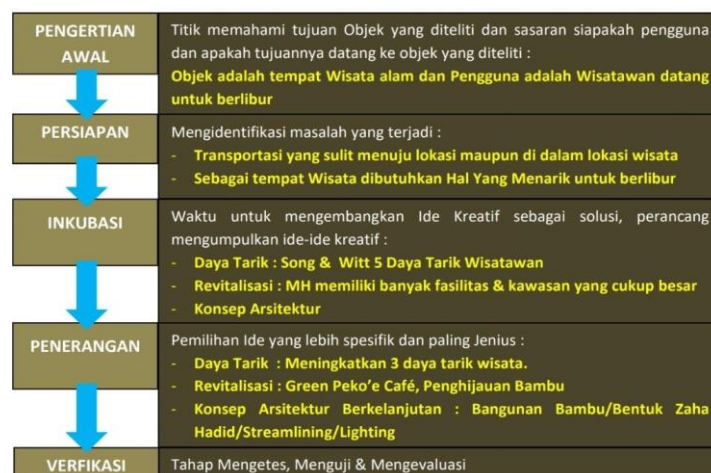 PENGERTIAN
AWAL
Titik memahami tujuan Objek yang diteliti dan sasaran siapakah pengguna
dan apakah tujuannya datang ke objek yang diteliti :
Objek adalah tempat Wisata alam dan Pengguna adalah Wisatawan datang
untuk berlibur
PERSIAPAN
Mengidentifikasi masalah yang terjadi :
- Transportasi yang sulit menuju lokasi maupun di dalam lokasi wisata
- Sebagai tempat Wisata dibutuhkan Hal Yang Menarik untuk berlibur
INKUBASI
Waktu untuk mengembangkan Ide Kreatif sebagai solusi, perancang
mengumpulkan ide-ide kreatif :
- Daya Tarik : Song & Witt 5 Daya Tarik Wisatawan
- Revitalisasi : MH memiliki banyak fasilitas & kawasan yang cukup besar
- Konsep Arsitektur
PENERANGAN
Pemilihan Ide yang lebih spesifik dan paling Jenius :
- Daya Tarik : Meningkatkan 3 daya tarik wisata.
- Revitalisasi : Green Peko'e Café, Penghijauan Bambu
- Konsep Arsitektur Berkelanjutan : Bangunan Bambu/Bentuk Zaha
Hadid/Streamlining/Lighting
VERFIKASI
Tahap Mengetes, Menguji & Mengevaluasi